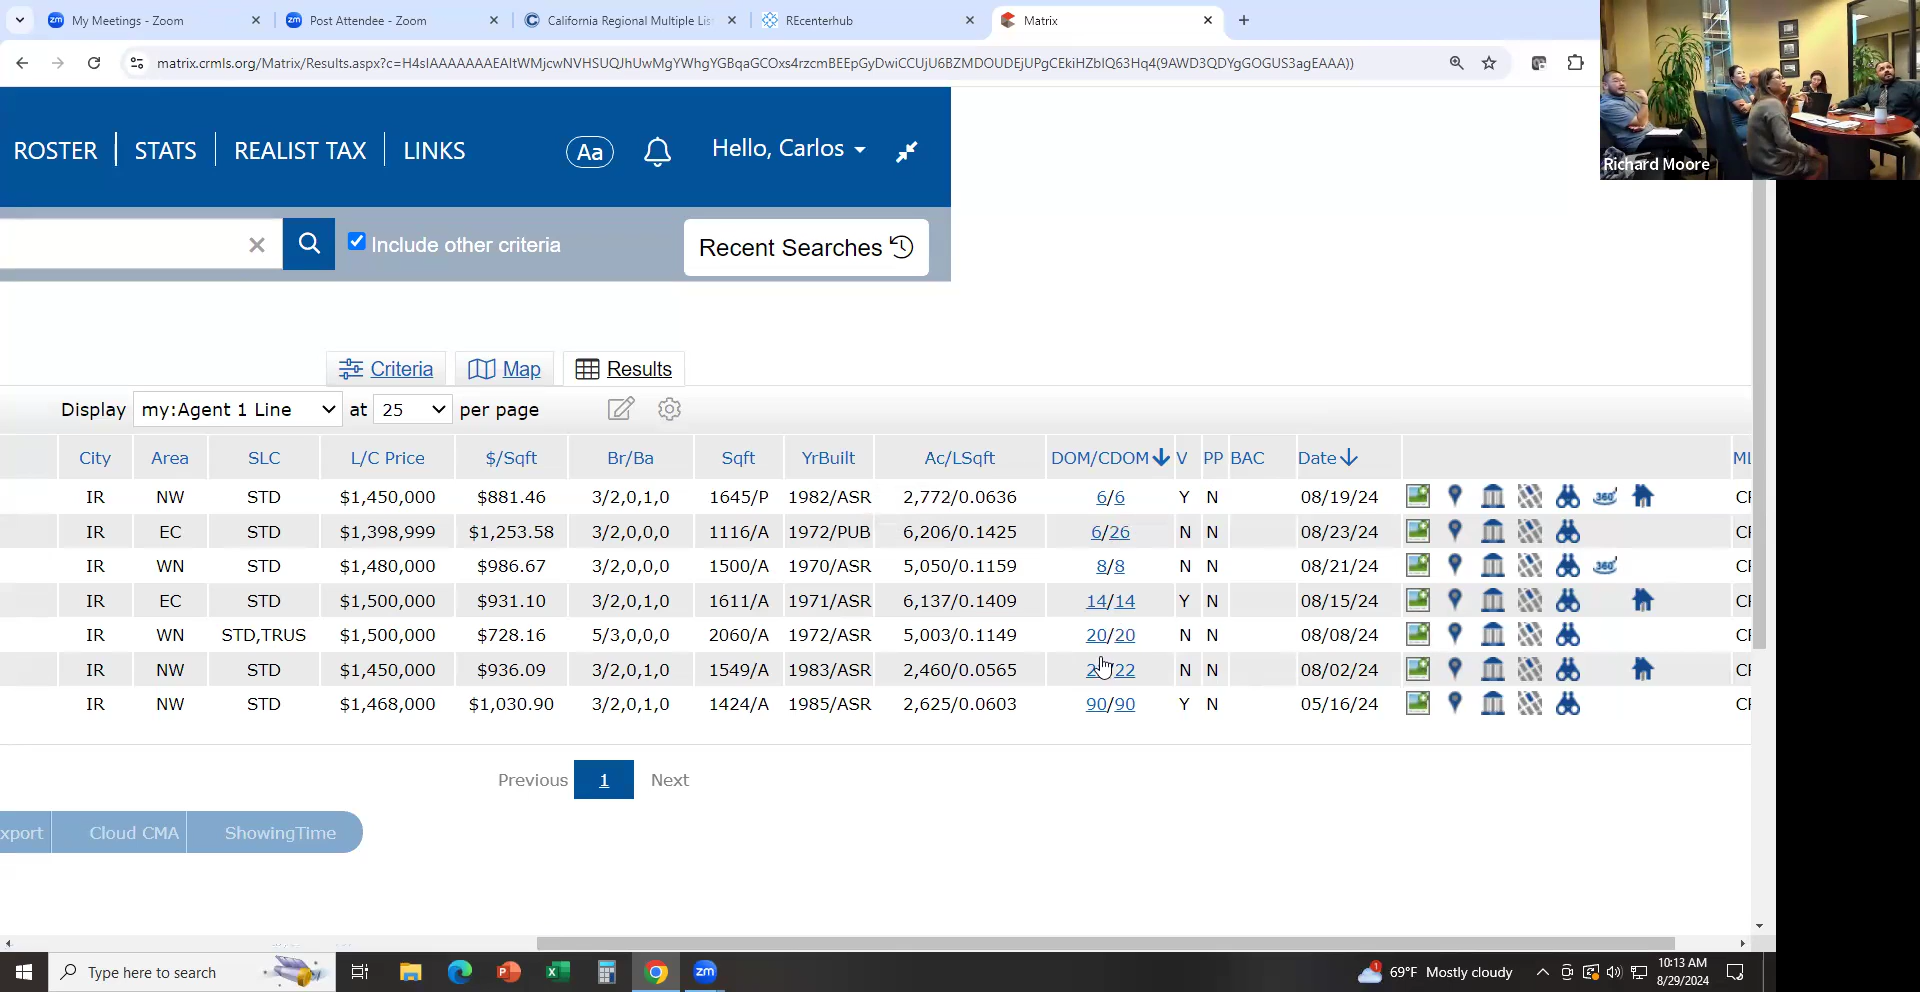 My Meetings - Zoom
Post Attendee - Zoom
California Regional Multiple Lis
REcenterhub
Matrix
matrix.crmls.org/Matrix/Results.aspx?c=H4sIAAAAAAAEAItWMjcwNVHSUQJhUwMgYWhgYGBqaGCOxs4rzcmBEEpGyDwiCCUjU6BZMDOUDEjUPgCEkiHZbIQ63Hq4(9AWD3QDYgGOGUS3agEAAA))
Richard Moore
ROSTER
STATS
REALIST TAX
LINKS
Aa
Hello, Carlos
Include other criteria
Recent Searches
Criteria
Map
Results
Display my:Agent 1 Line at 25 per page
City Area SLC L/C Price $/Sqft Br/Ba Sqft YrBuilt Ac/LSqft DOM/CDOM V PP BAC Date ML
IR NW STD $1,450,000 $881.46 3/2,0,1,0 1645/P 1982/ASR 2,772/0.0636 6/6 Y N 08/19/24 360° CF
IR EC STD $1,398,999 $1,253.58 3/2,0,0,0 1116/A 1972/PUB 6,206/0.1425 6/26 N N 08/23/24 CF
IR WN STD $1,480,000 $986.67 3/2,0,0,0 1500/A 1970/ASR 5,050/0.1159 8/8 N N 08/21/24 360° CF
IR EC STD $1,500,000 $931.10 3/2,0,1,0 1611/A 1971/ASR 6,137/0.1409 14/14 Y N 08/15/24 CF
IR WN STD,TRUS $1,500,000 $728.16 5/3,0,0,0 2060/A 1972/ASR 5,003/0.1149 20/20 N N 08/08/24 CF
IR NW STD $1,450,000 $936.09 3/2,0,1,0 1549/A 1983/ASR 2,460/0.0565 /22 N N 08/02/24 CF
IR NW STD $1,468,000 $1,030.90 3/2,0,1,0 1424/A 1985/ASR 2,625/0.0603 90/90 Y N 05/16/24 CF
Previous 1 Next
xport
Cloud CMA
ShowingTime
Type here to search
zm
1
69°F Mostly cloudy
10:13 AM
8/29/2024